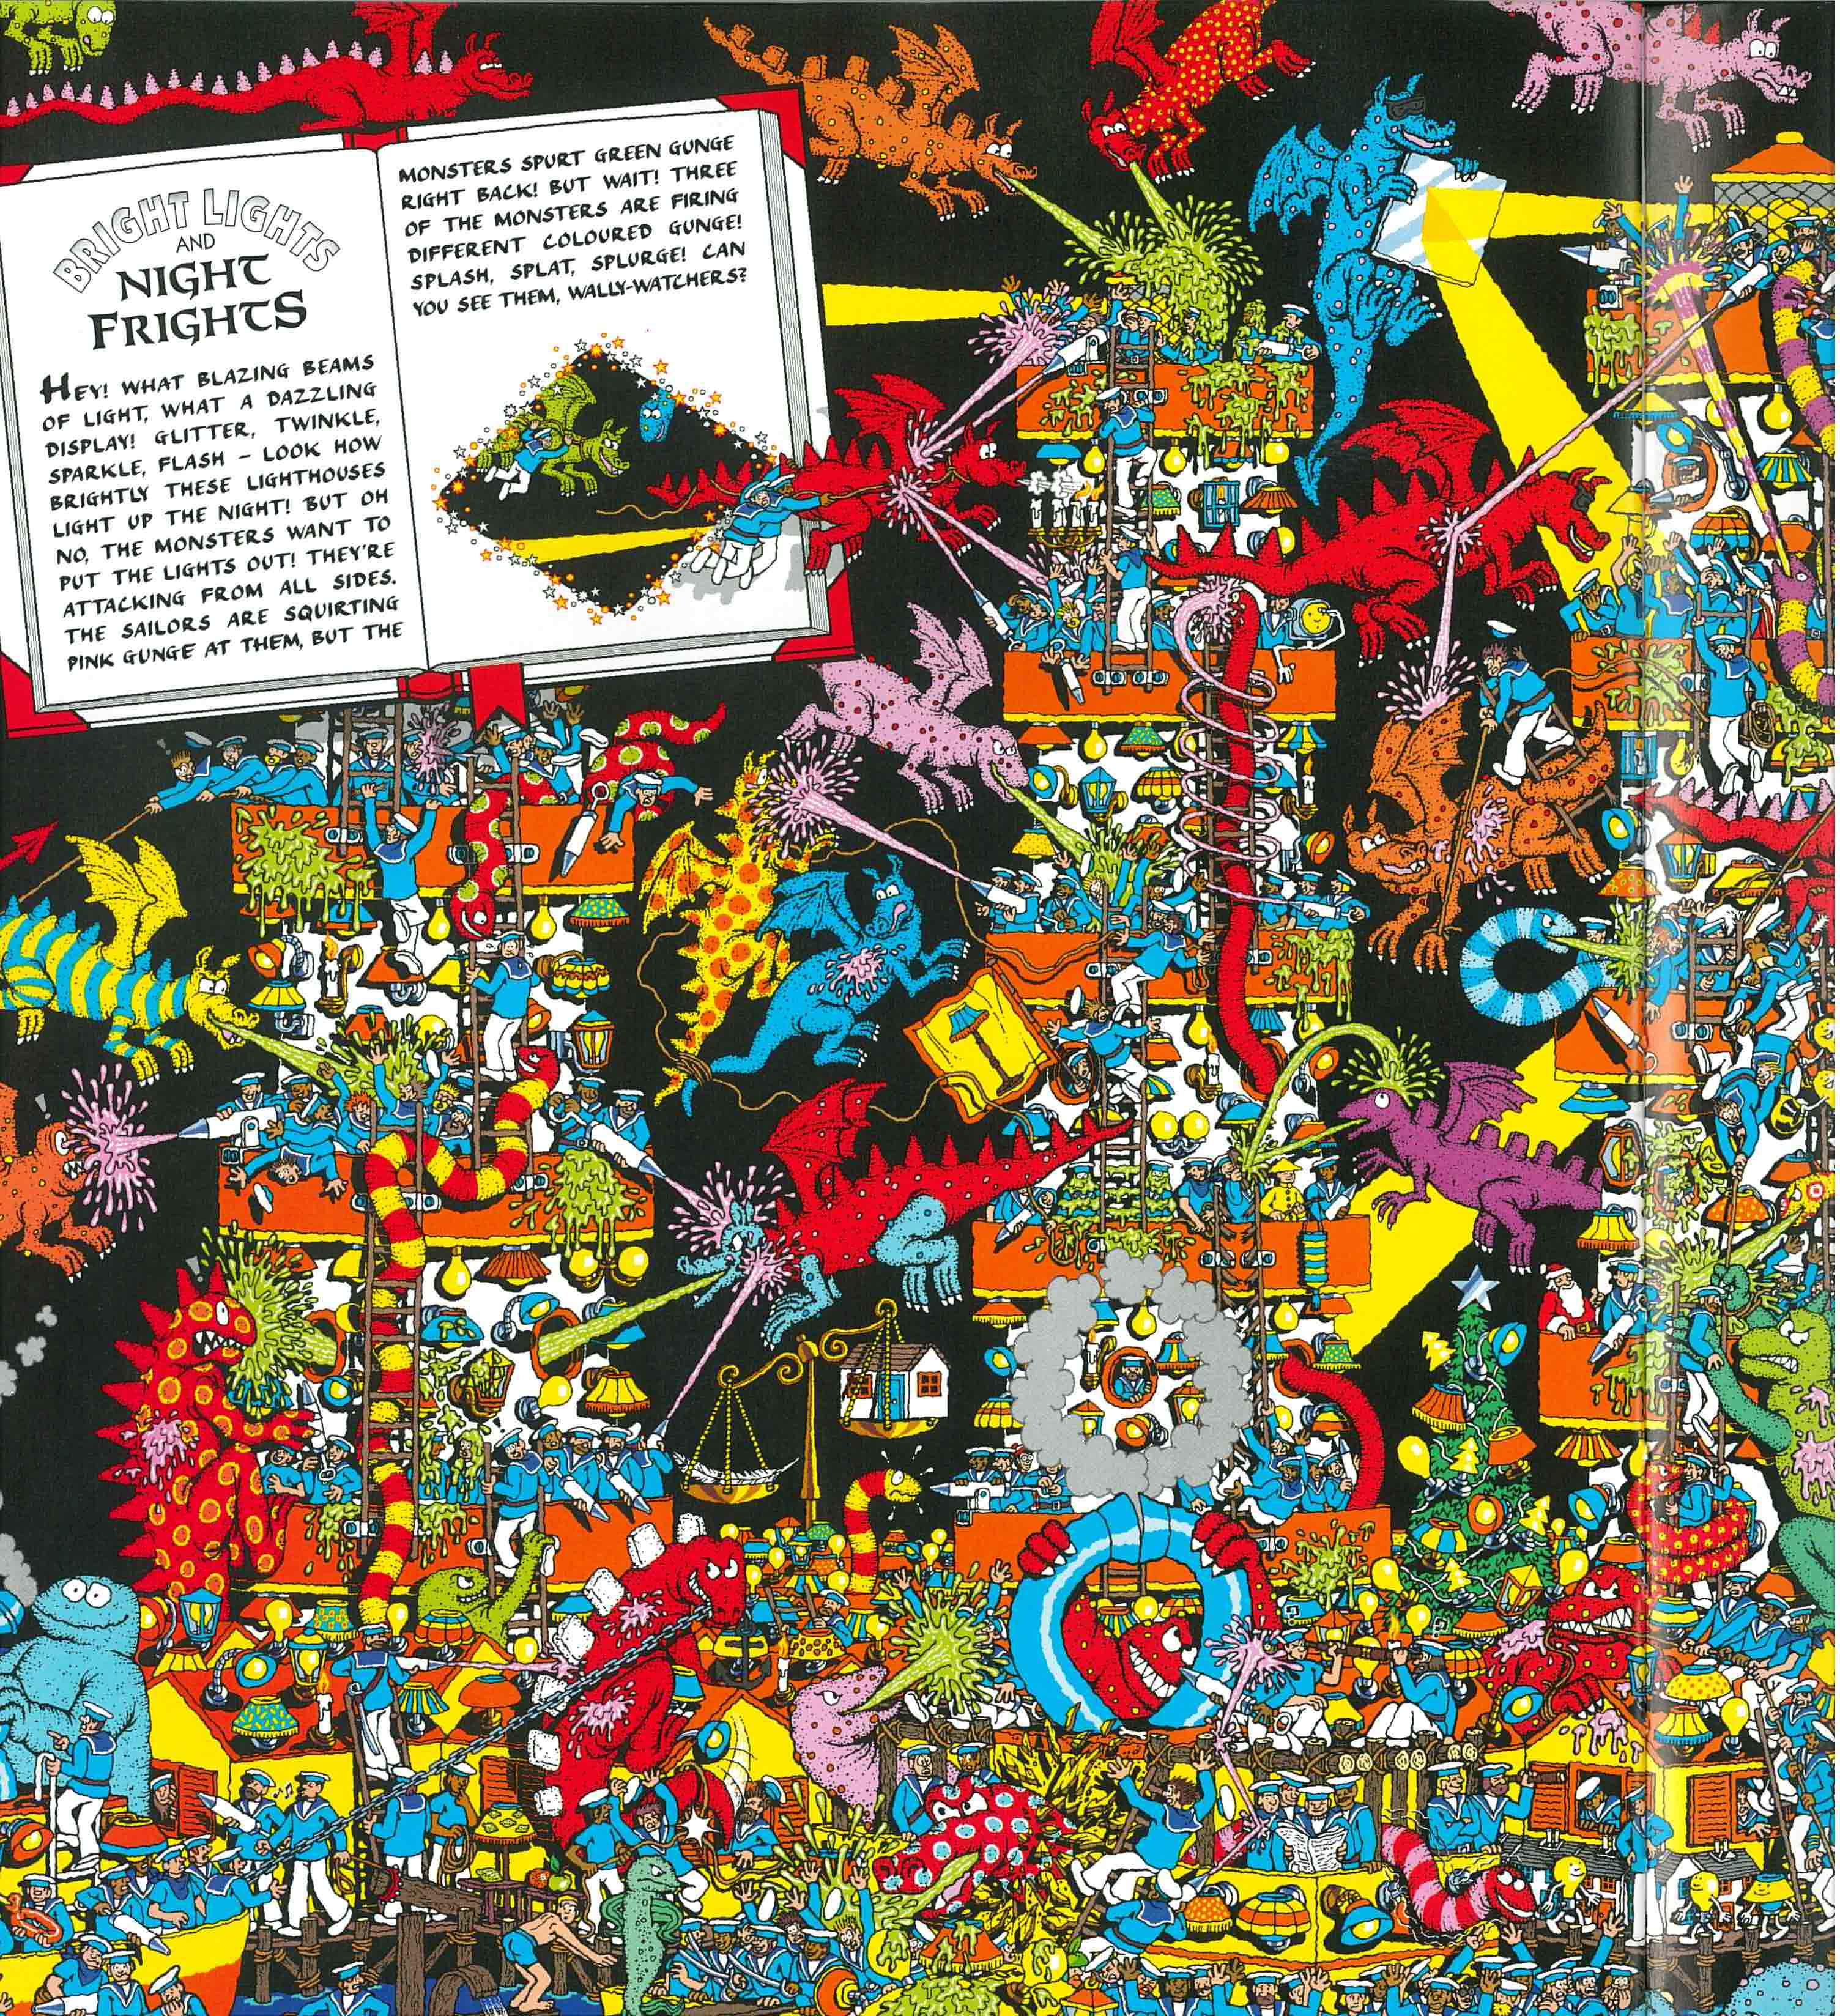 BRIGHT LIGHTS
AND
NIGHT
FRIGHTS
HEY! WHAT BLAZING BEAMS
OF LIGHT, WHAT A DAZZLING
DISPLAY! GLITTER, TWINKLE,
SPARKLE, FLASH – LOOK HOW
BRIGHTLY THESE LIGHTHOUSES
LIGHT UP THE NIGHT! BUT OH
NO, THE MONSTERS WANT TO
PUT THE LIGHTS OUT! THEY'RE
ATTACKING FROM ALL SIDES.
THE SAILORS ARE SQUIRTING
PINK GUNGE AT THEM, BUT THE
MONSTERS SPURT GREEN GUNGE
RIGHT BACK! BUT WAIT! THREE
OF THE MONSTERS ARE FIRING
DIFFERENT COLOURED GUNGE!
SPLASH, SPLAT, SPLURGE! CAN
YOU SEE THEM, WALLY-WATCHERS?